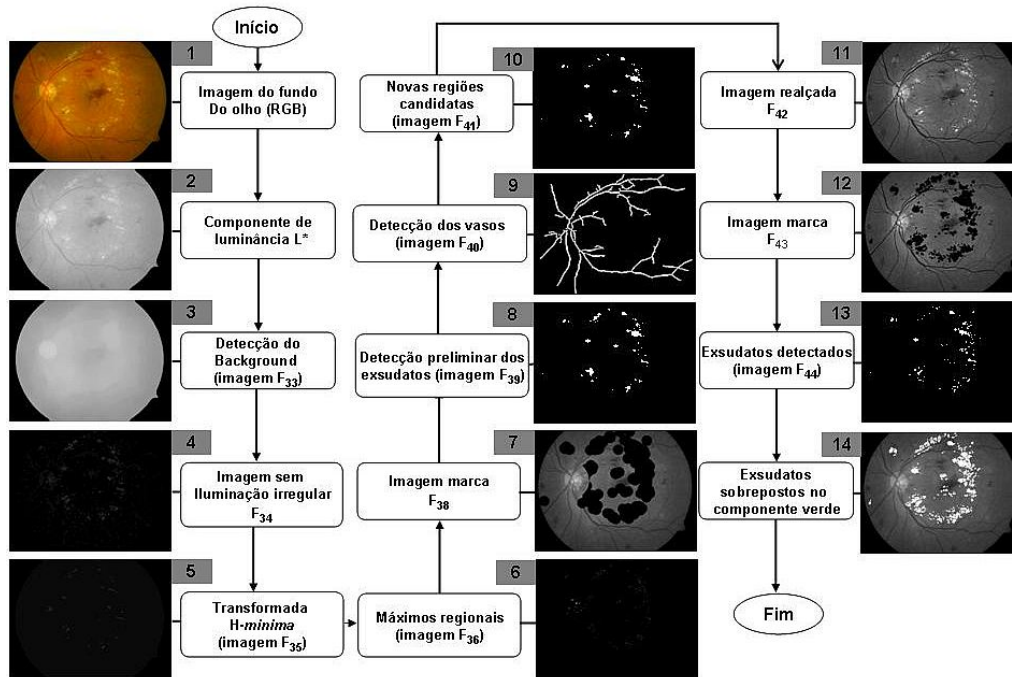 Início
1
Imagem do fundo
Do olho (RGB)
2
Componente de
luminância L*
3
Detecção do
Background
(imagem F33)
4
Imagem sem
Iluminação irregular
F34
5
Transformada
H-minima
(imagem F35)
6
Máximos regionais
(imagem F36)
7
Imagem marca
F38
8
Detecção preliminar dos
exsudatos (imagem F39)
9
Detecção dos vasos
(imagem F40)
10
Novas regiões
candidatas
(imagem F41)
11
Imagem realçada
F42
12
Imagem marca
F43
13
Exsudatos detectados
(imagem F44)
14
Exsudatos
sobrepostos no
componente verde
Fim